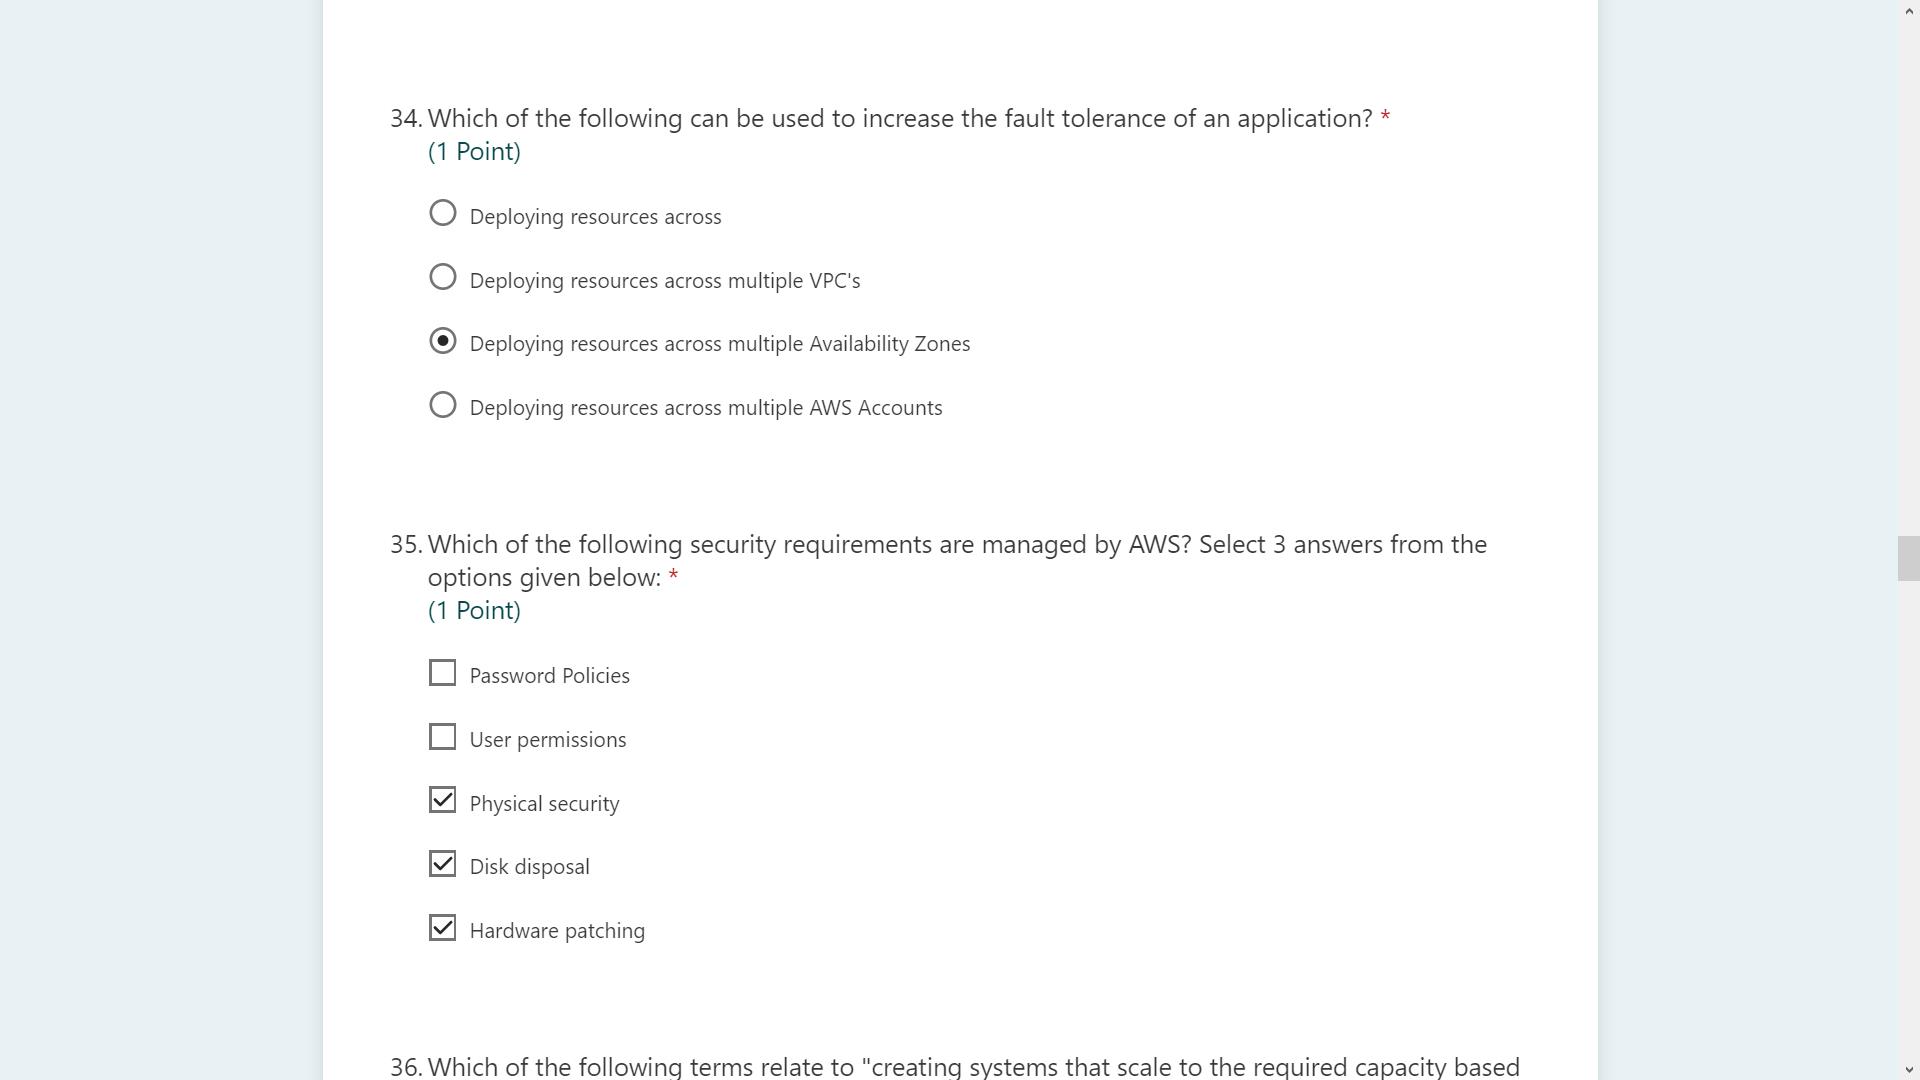 34. Which of the following can be used to increase the fault tolerance of an application? *
(1 Point)
Deploying resources across
Deploying resources across multiple VPC's
Deploying resources across multiple Availability Zones
Deploying resources across multiple AWS Accounts
35. Which of the following security requirements are managed by AWS? Select 3 answers from the
options given below: *
(1 Point)
Password Policies
User permissions
Physical security
Disk disposal
Hardware patching
36. Which of the following terms relate to "creating systems that scale to the required capacity based